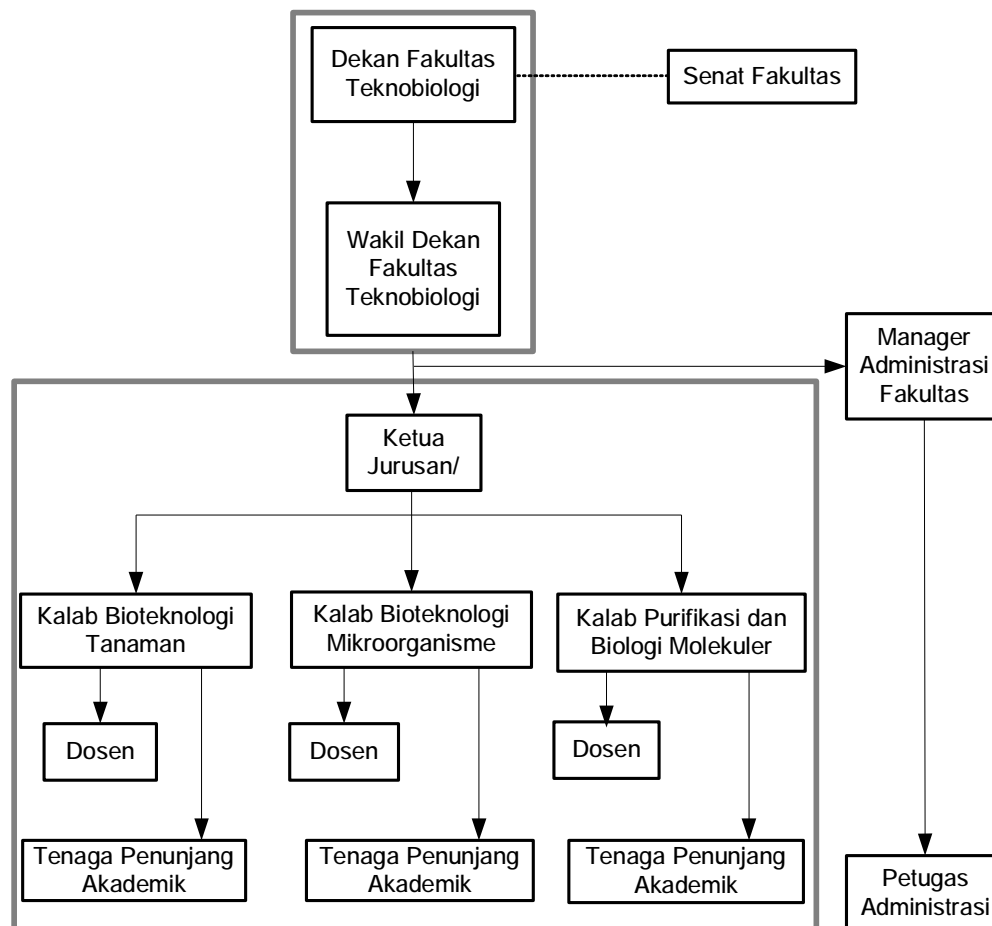 Dekan Fakultas
Teknobiologi
Senat Fakultas
Wakil Dekan
Fakultas
Teknobiologi
Manager
Administrasi
Fakultas
Ketua
Jurusan/
Kalab Bioteknologi
Tanaman
Kalab Bioteknologi
Mikroorganisme
Kalab Purifikasi dan
Biologi Molekuler
Dosen
Dosen
Dosen
Tenaga Penunjang
Akademik
Tenaga Penunjang
Akademik
Tenaga Penunjang
Akademik
Petugas
Administrasi